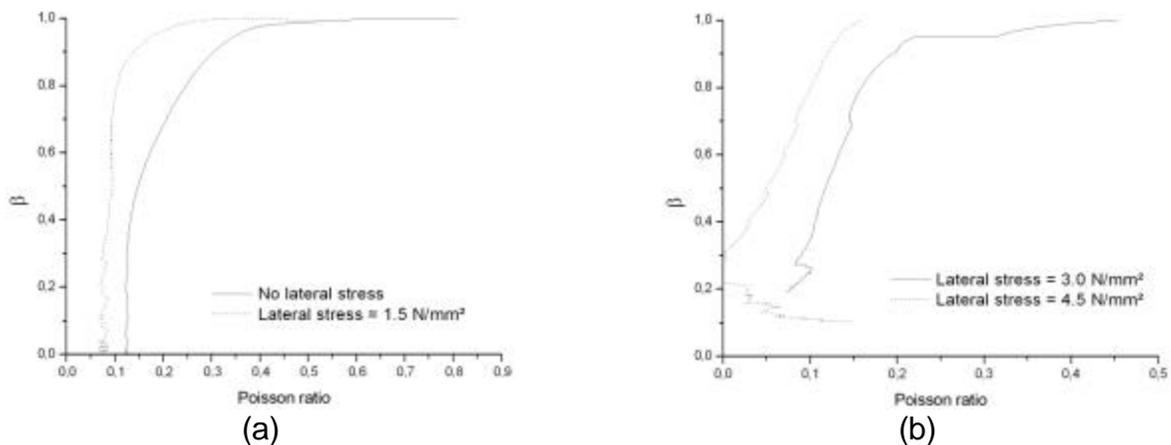 1,0
0,8
0,6
0,4
0,2
0,0
β
0,0 0,1 0,2 0,3 0,4 0,5 0,6 0,7 0,8 0,9
Poisson ratio
No lateral stress
Lateral stress = 1.5 N/mm²
(a)
1,0
0,8
0,6
0,4
0,2
0,0
β
0,0 0,1 0,2 0,3 0,4 0,5
Poisson ratio
Lateral stress = 3.0 N/mm²
Lateral stress = 4.5 N/mm²
(b)